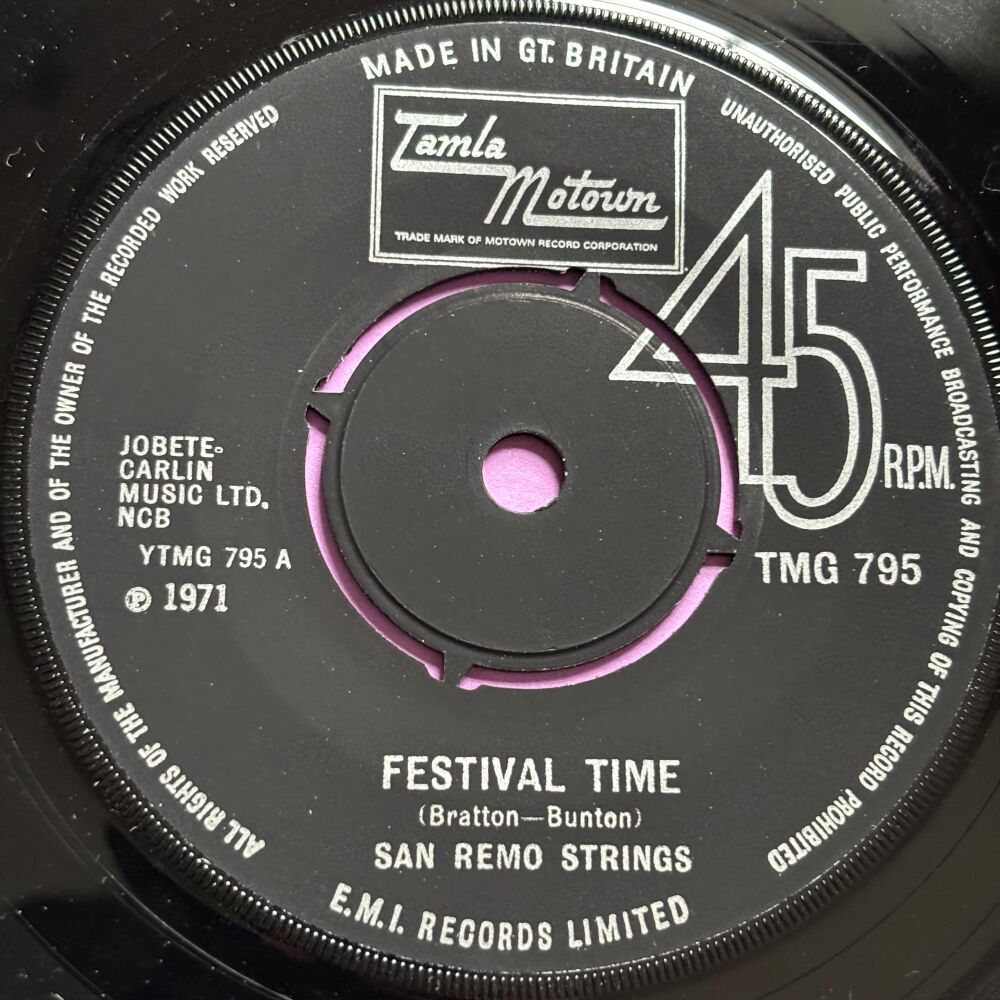 MADE IN GT. BRITAIN
UNAUTHORISED PUBLIC PERFORMANCE BROADCASTING AND COPYING OF THIS RECORD PROHIBITED
ALL RIGHTS OF THE MANUFACTURER AND OF THE OWNER OF THE RECORDED WORK RESERVED
Tamla
Motown
TRADE MARK OF MOTOWN RECORD CORPORATION
45
R.P.M.
JOBETE-
CARLIN
MUSIC LTD.
NCB
YTMG 795 A
℗ 1971
TMG 795
FESTIVAL TIME
(Bratton—Bunton)
SAN REMO STRINGS
E.M.I. RECORDS LIMITED